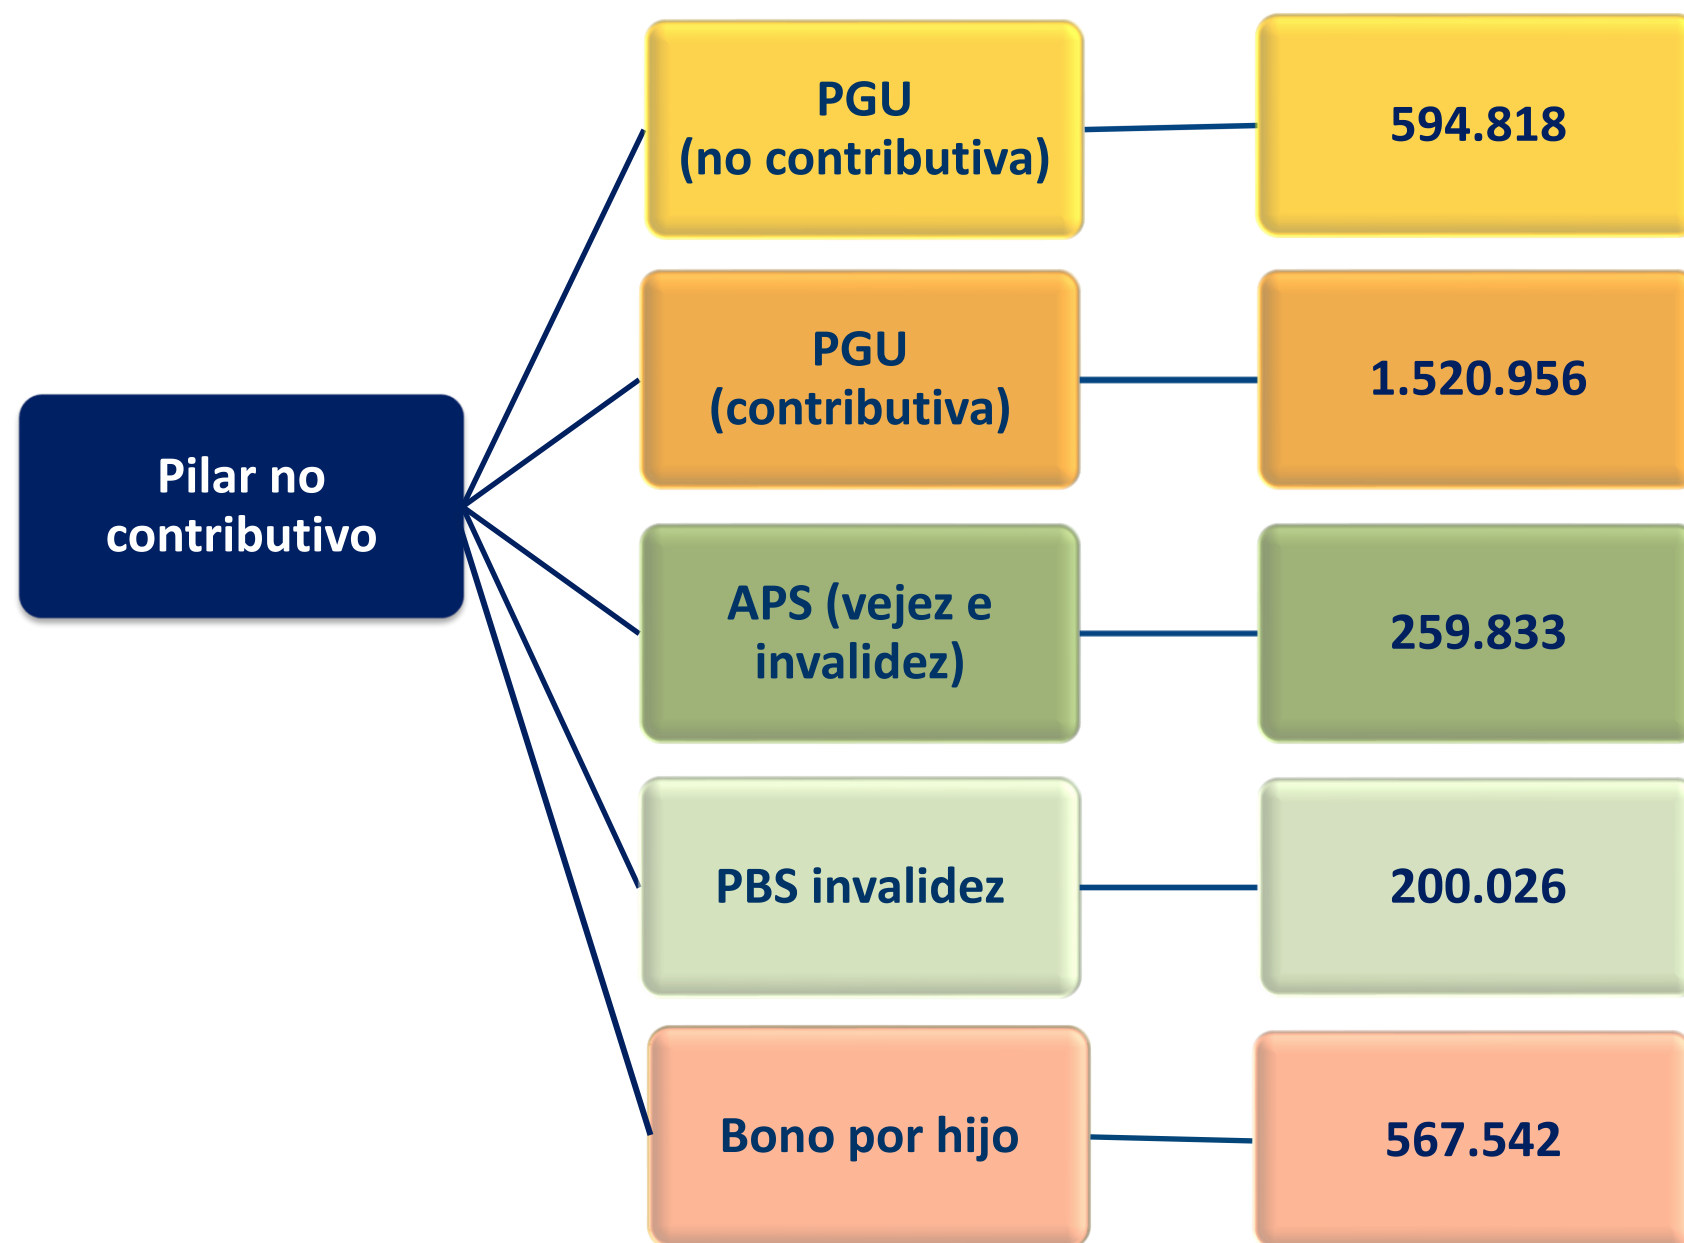 PGU
(no contributiva)
594.818
PGU
(contributiva)
1.520.956
Pilar no
contributivo
APS (vejez e
invalidez)
259.833
PBS invalidez
200.026
Bono por hijo
567.542